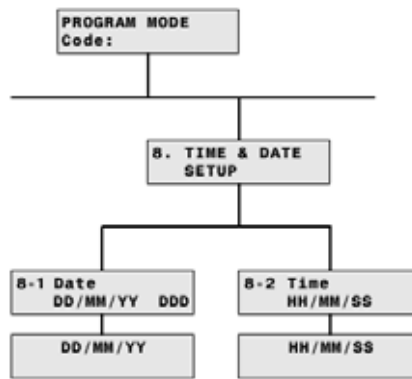 PROGRAM MODE
Code:
8. TIME & DATE
SETUP
8-1 Date
DD/MM/YY DDD
DD/MM/YY
8-2 Time
HH/MM/SS
HH/MM/SS